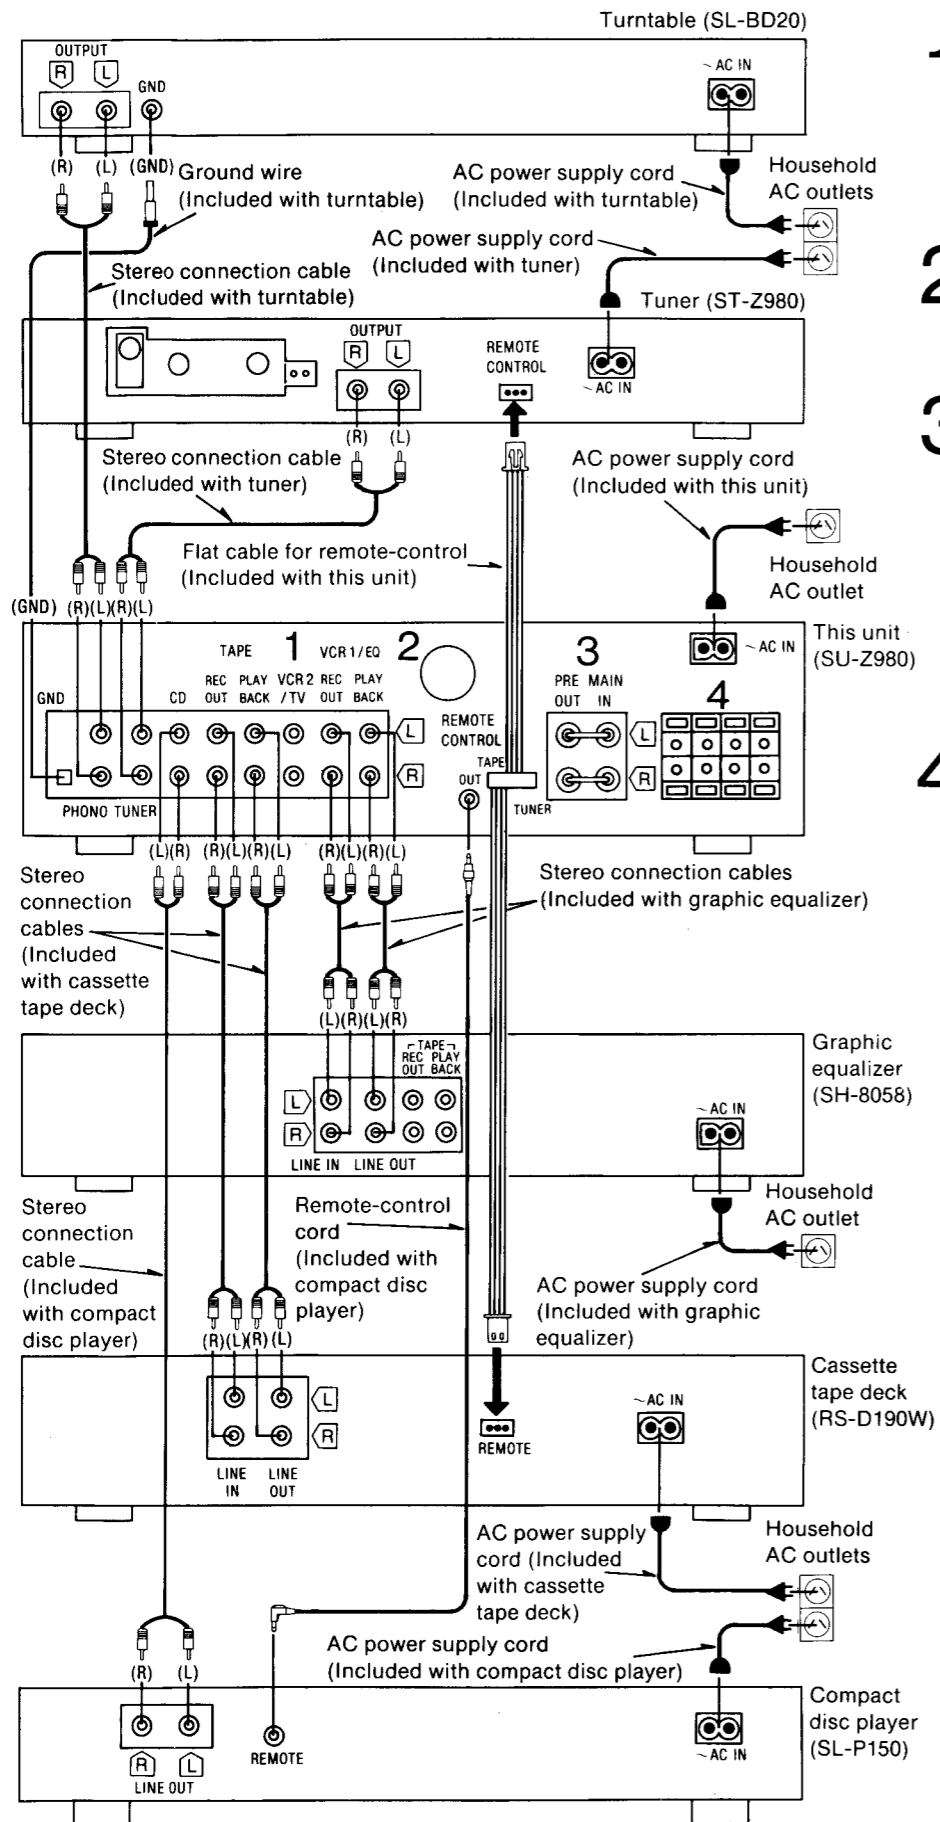 Turntable (SL-BD20)
OUTPUT
R L
GND
~ AC IN
(R) (L) (GND)
Ground wire
(Included with turntable)
AC power supply cord
(Included with turntable)
Household
AC outlets
AC power supply cord
(Included with tuner)
Stereo connection cable
(Included with turntable)
Tuner (ST-Z980)
OUTPUT
R L
REMOTE
CONTROL
~AC IN
(R) (L)
Stereo connection cable
(Included with tuner)
AC power supply cord
(Included with this unit)
Flat cable for remote-control
(Included with this unit)
Household
AC outlet
(GND) (R)(L)(R)(L)
This unit
(SU-Z980)
TAPE 1 VCR 1/EQ 2
3
~ AC IN
GND
CD
REC OUT
PLAY BACK
VCR 2 /TV
REC OUT
PLAY BACK
PRE OUT
MAIN IN
4
L
R
REMOTE
CONTROL
OUT
TAPE
TUNER
L
R
PHONO TUNER
(L)(R) (R)(L)(R)(L) (R)(L)(R)(L)
Stereo
connection
cables
(Included
with cassette
tape deck)
Stereo connection cables
(Included with graphic equalizer)
(L)(R)(L)(R)
Graphic
equalizer
(SH-8058)
TAPE
REC OUT
PLAY BACK
L
R
LINE IN LINE OUT
~AC IN
Household
AC outlet
Stereo
connection
cable
(Included
with compact
disc player)
Remote-control
cord
(Included with
compact disc
player)
AC power supply cord
(Included with graphic
equalizer)
(R)(L)(R)(L)
Cassette
tape deck
(RS-D190W)
L
R
LINE IN
LINE OUT
REMOTE
~AC IN
AC power supply
cord (Included
with cassette
tape deck)
Household
AC outlets
AC power supply cord
(Included with compact disc player)
(R) (L)
Compact
disc player
(SL-P150)
R L
LINE OUT
REMOTE
~ AC IN
2
3
4